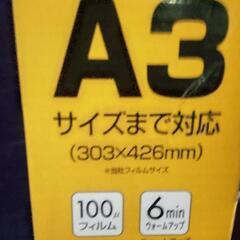 A3
サイズまで対応
(303×426mm)
※当社フィルムサイズ
100μ
フィルム
6min
ウォームアップ